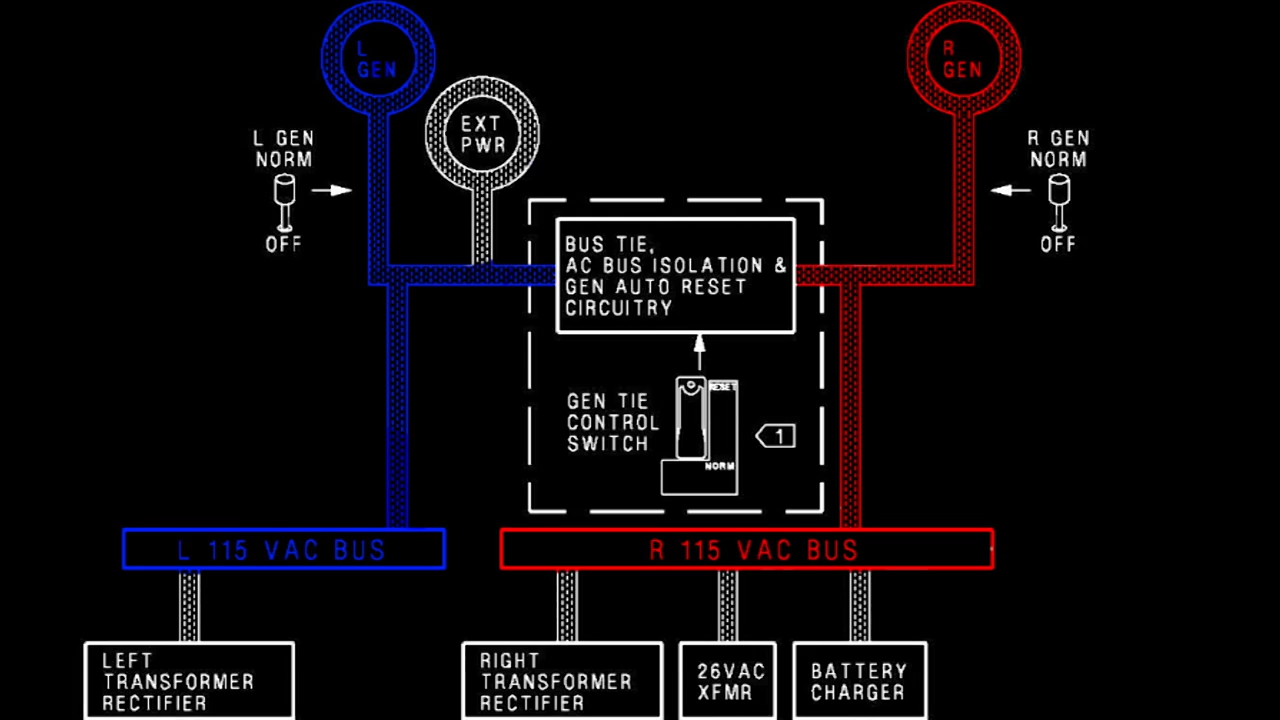 L
GEN
R
GEN
EXT
PWR
L GEN
NORM
OFF
R GEN
NORM
OFF
BUS TIE,
AC BUS ISOLATION &
GEN AUTO RESET
CIRCUITRY
GEN TIE
CONTROL
SWITCH
RESET
NORM
1
L 115 VAC BUS
R 115 VAC BUS
LEFT
TRANSFORMER
RECTIFIER
RIGHT
TRANSFORMER
RECTIFIER
26VAC
XFMR
BATTERY
CHARGER